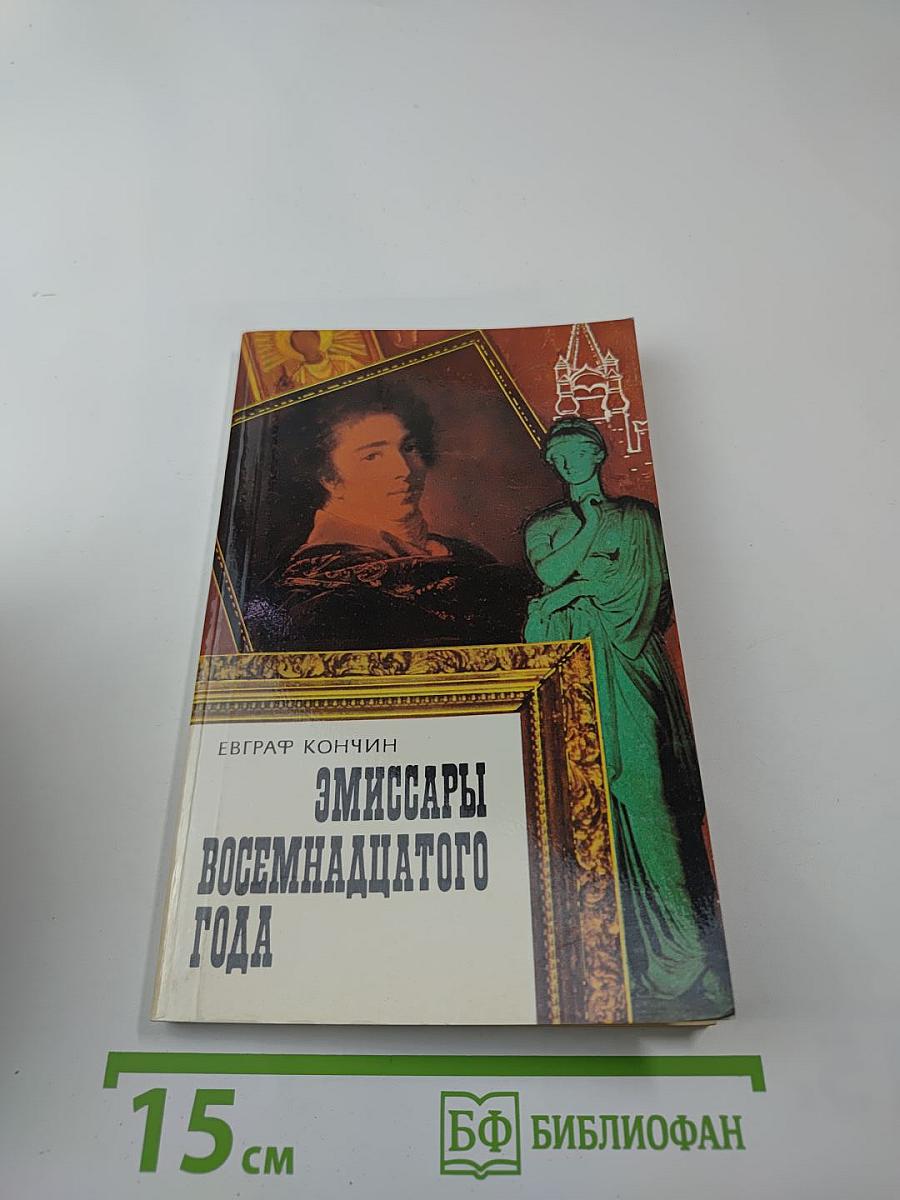 ЕВГРАФ КОНЧИН
ЭМИССАРЫ
ВОСЕМНАДЦАТОГО
ГОДА
15 см
БФ БИБЛИОФАН